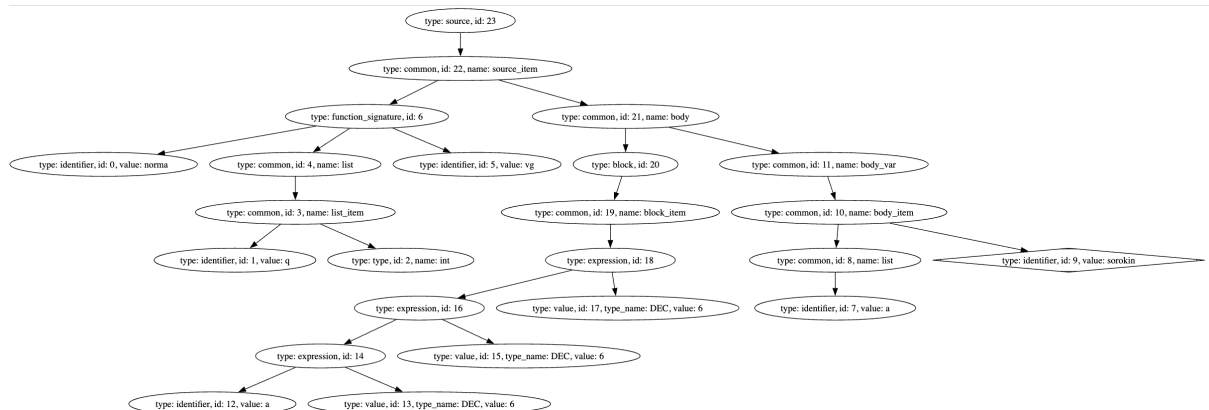 type: source, id: 23
type: common, id: 22, name: source_item
type: function_signature, id: 6
type: common, id: 21, name: body
type: identifier, id: 0, value: norma
type: common, id: 4, name: list
type: identifier, id: 5, value: vg
type: block, id: 20
type: common, id: 11, name: body_var
type: common, id: 3, name: list_item
type: common, id: 19, name: block_item
type: common, id: 10, name: body_item
type: identifier, id: 1, value: q
type: type, id: 2, name: int
type: expression, id: 18
type: common, id: 8, name: list
type: identifier, id: 9, value: sorokin
type: expression, id: 16
type: value, id: 17, type_name: DEC, value: 6
type: identifier, id: 7, value: a
type: expression, id: 14
type: value, id: 15, type_name: DEC, value: 6
type: identifier, id: 12, value: a
type: value, id: 13, type_name: DEC, value: 6